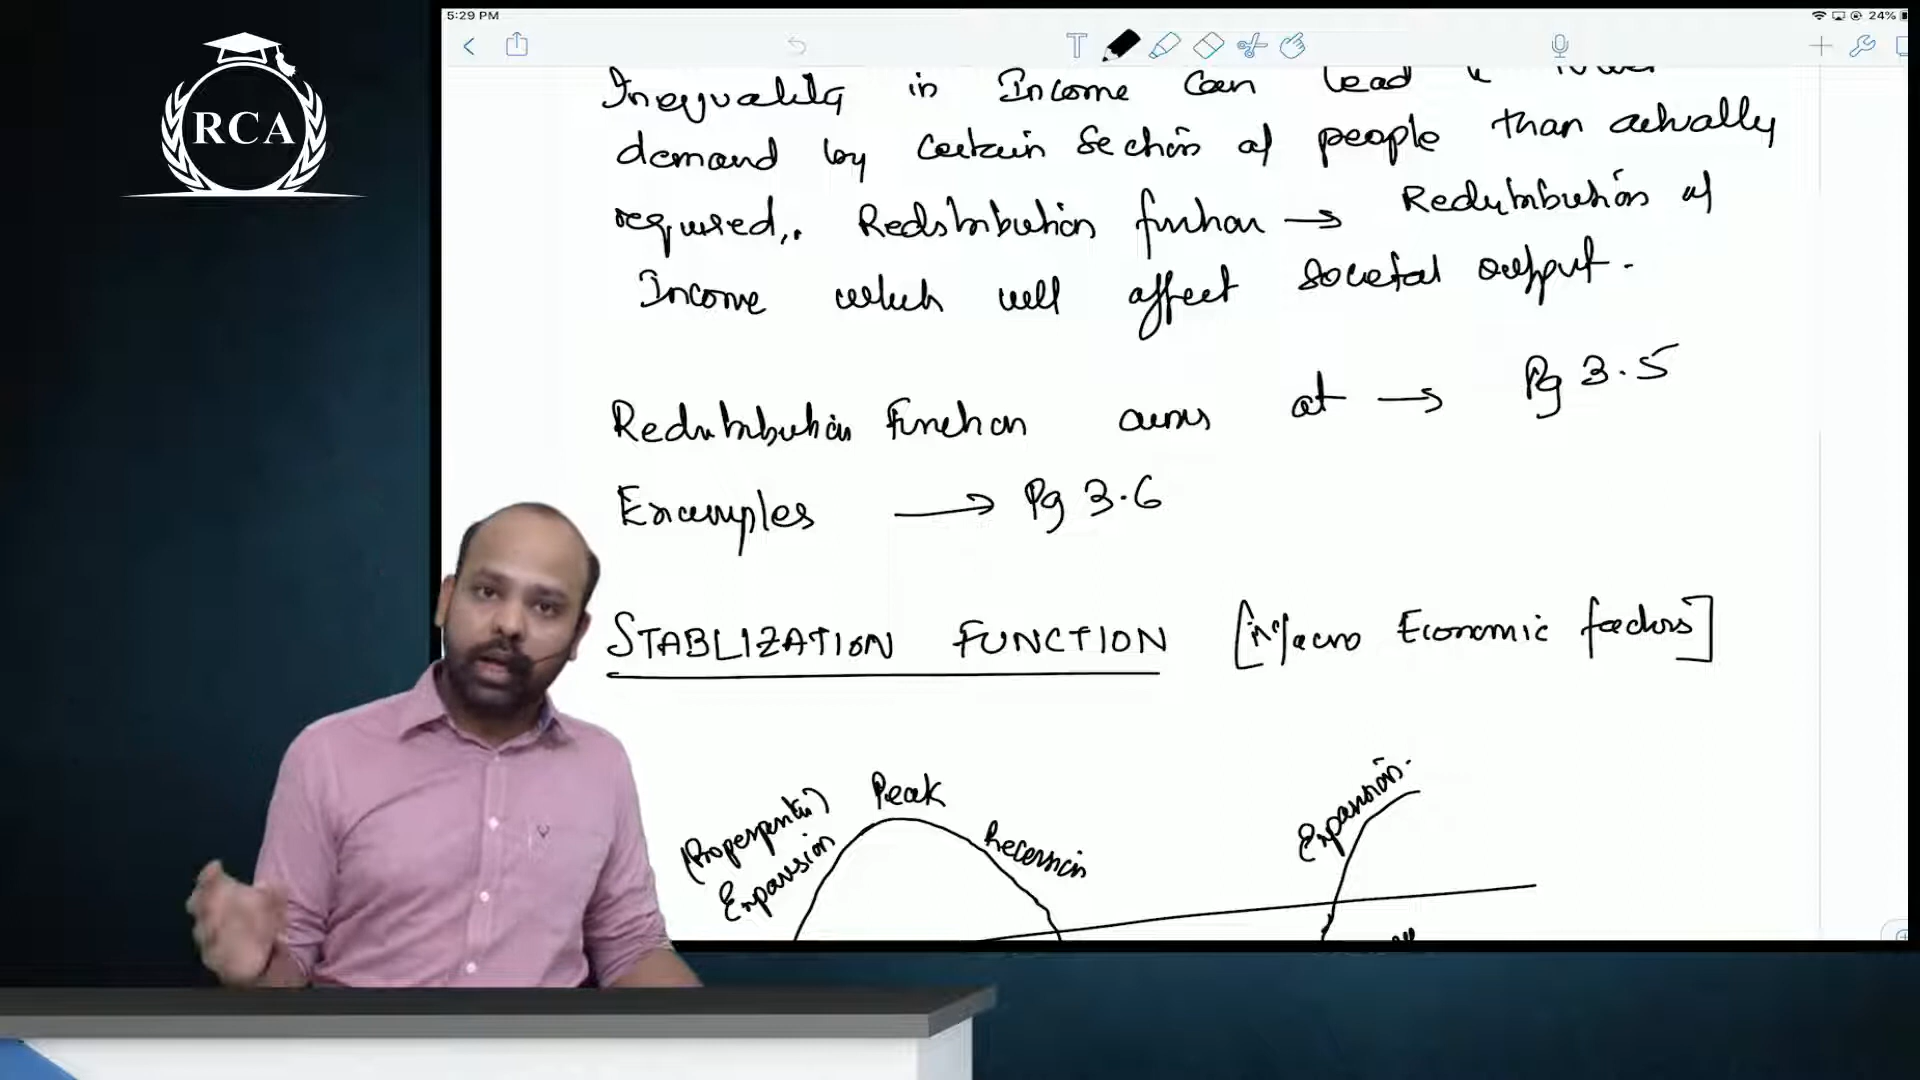 5:29 PM
24%
RCA
T
Inequality in Income can lead
demand by certain section of people than actually
required,. Redistribution function → Redistribution of
Income which will affect societal output.
Redistribution Function aims at → Pg 3.5
Examples → Pg 3.6
STABLIZATION FUNCTION [Macro Economic factors]
Peak
Expansion.
Recession
Expansion